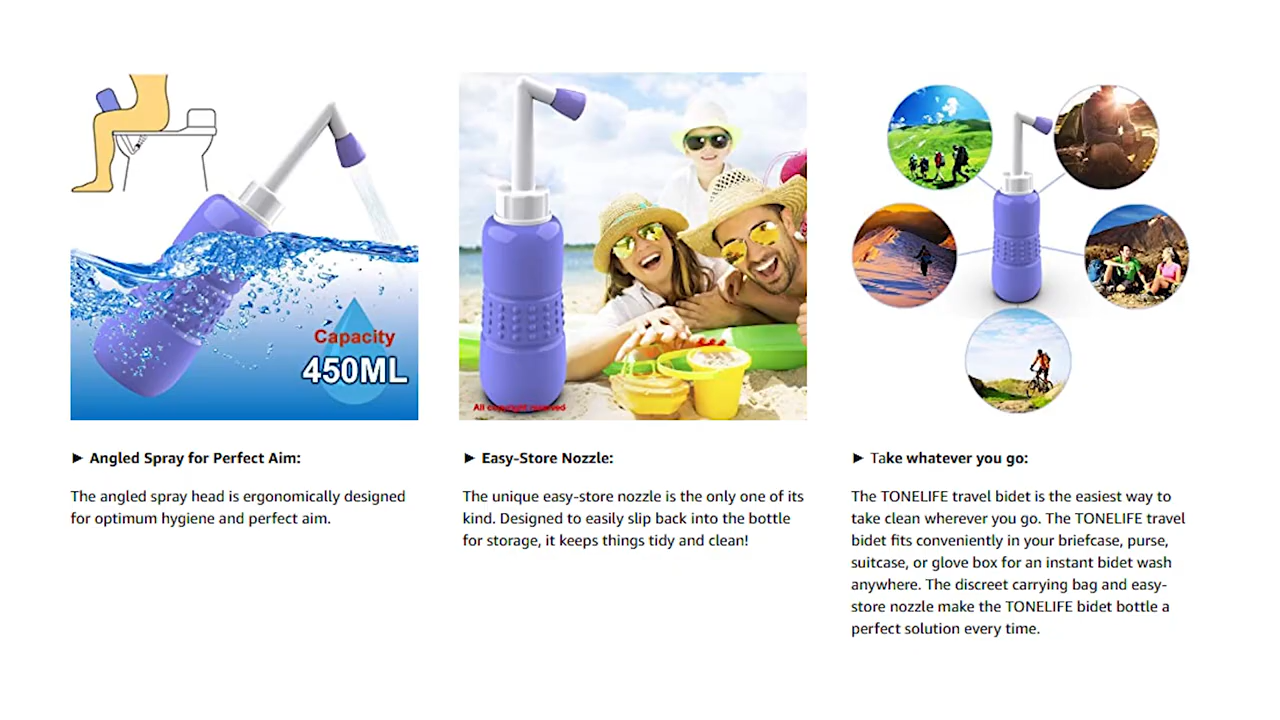 Capacity
450ML
All copyright reserved
► Angled Spray for Perfect Aim:
The angled spray head is ergonomically designed
for optimum hygiene and perfect aim.
► Easy-Store Nozzle:
The unique easy-store nozzle is the only one of its
kind. Designed to easily slip back into the bottle
for storage, it keeps things tidy and clean!
► Take whatever you go:
The TONELIFE travel bidet is the easiest way to
take clean wherever you go. The TONELIFE travel
bidet fits conveniently in your briefcase, purse,
suitcase, or glove box for an instant bidet wash
anywhere. The discreet carrying bag and easy-
store nozzle make the TONELIFE bidet bottle a
perfect solution every time.